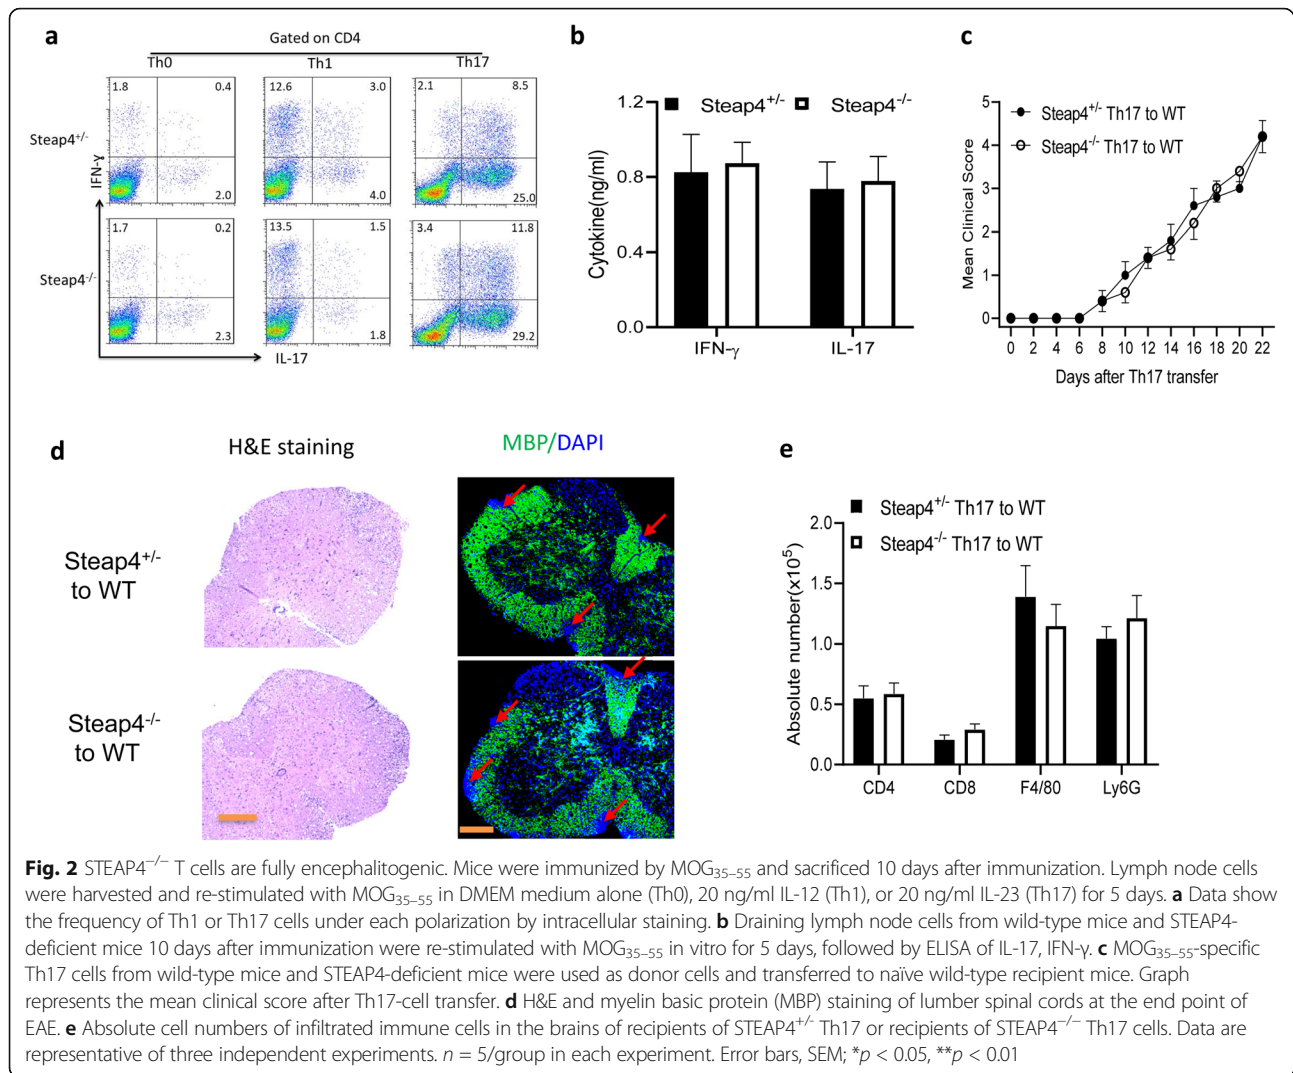 a
Gated on CD4
Th0 Th1 Th17
1.8 0.4 12.6 3.0 2.1 8.5
Steap4+/-
2.0 4.0 25.0
IFN-γ
1.7 0.2 13.5 1.5 3.4 11.8
Steap4-/-
2.3 1.8 29.2
IL-17
b
Steap4+/- Steap4-/-
Cytokine(ng/ml)
1.2
0.8
0.4
0.0
IFN-γ IL-17
c
Steap4+/- Th17 to WT
Steap4-/- Th17 to WT
Mean Clinical Score
5
4
3
2
1
0
0 2 4 6 8 10 12 14 16 18 20 22
Days after Th17 transfer
d
H&E staining MBP/DAPI
Steap4+/-
to WT
Steap4-/-
to WT
e
Steap4+/- Th17 to WT
Steap4-/- Th17 to WT
Absolute number(x10⁵)
2.0
1.5
1.0
0.5
0.0
CD4 CD8 F4/80 Ly6G
Fig. 2 STEAP4−/− T cells are fully encephalitogenic. Mice were immunized by MOG35–55 and sacrificed 10 days after immunization. Lymph node cells
were harvested and re-stimulated with MOG35–55 in DMEM medium alone (Th0), 20 ng/ml IL-12 (Th1), or 20 ng/ml IL-23 (Th17) for 5 days. a Data show
the frequency of Th1 or Th17 cells under each polarization by intracellular staining. b Draining lymph node cells from wild-type mice and STEAP4-
deficient mice 10 days after immunization were re-stimulated with MOG35–55 in vitro for 5 days, followed by ELISA of IL-17, IFN-γ. c MOG35–55-specific
Th17 cells from wild-type mice and STEAP4-deficient mice were used as donor cells and transferred to naïve wild-type recipient mice. Graph
represents the mean clinical score after Th17-cell transfer. d H&E and myelin basic protein (MBP) staining of lumber spinal cords at the end point of
EAE. e Absolute cell numbers of infiltrated immune cells in the brains of recipients of STEAP4+/- Th17 or recipients of STEAP4−/− Th17 cells. Data are
representative of three independent experiments. n = 5/group in each experiment. Error bars, SEM; *p < 0.05, **p < 0.01